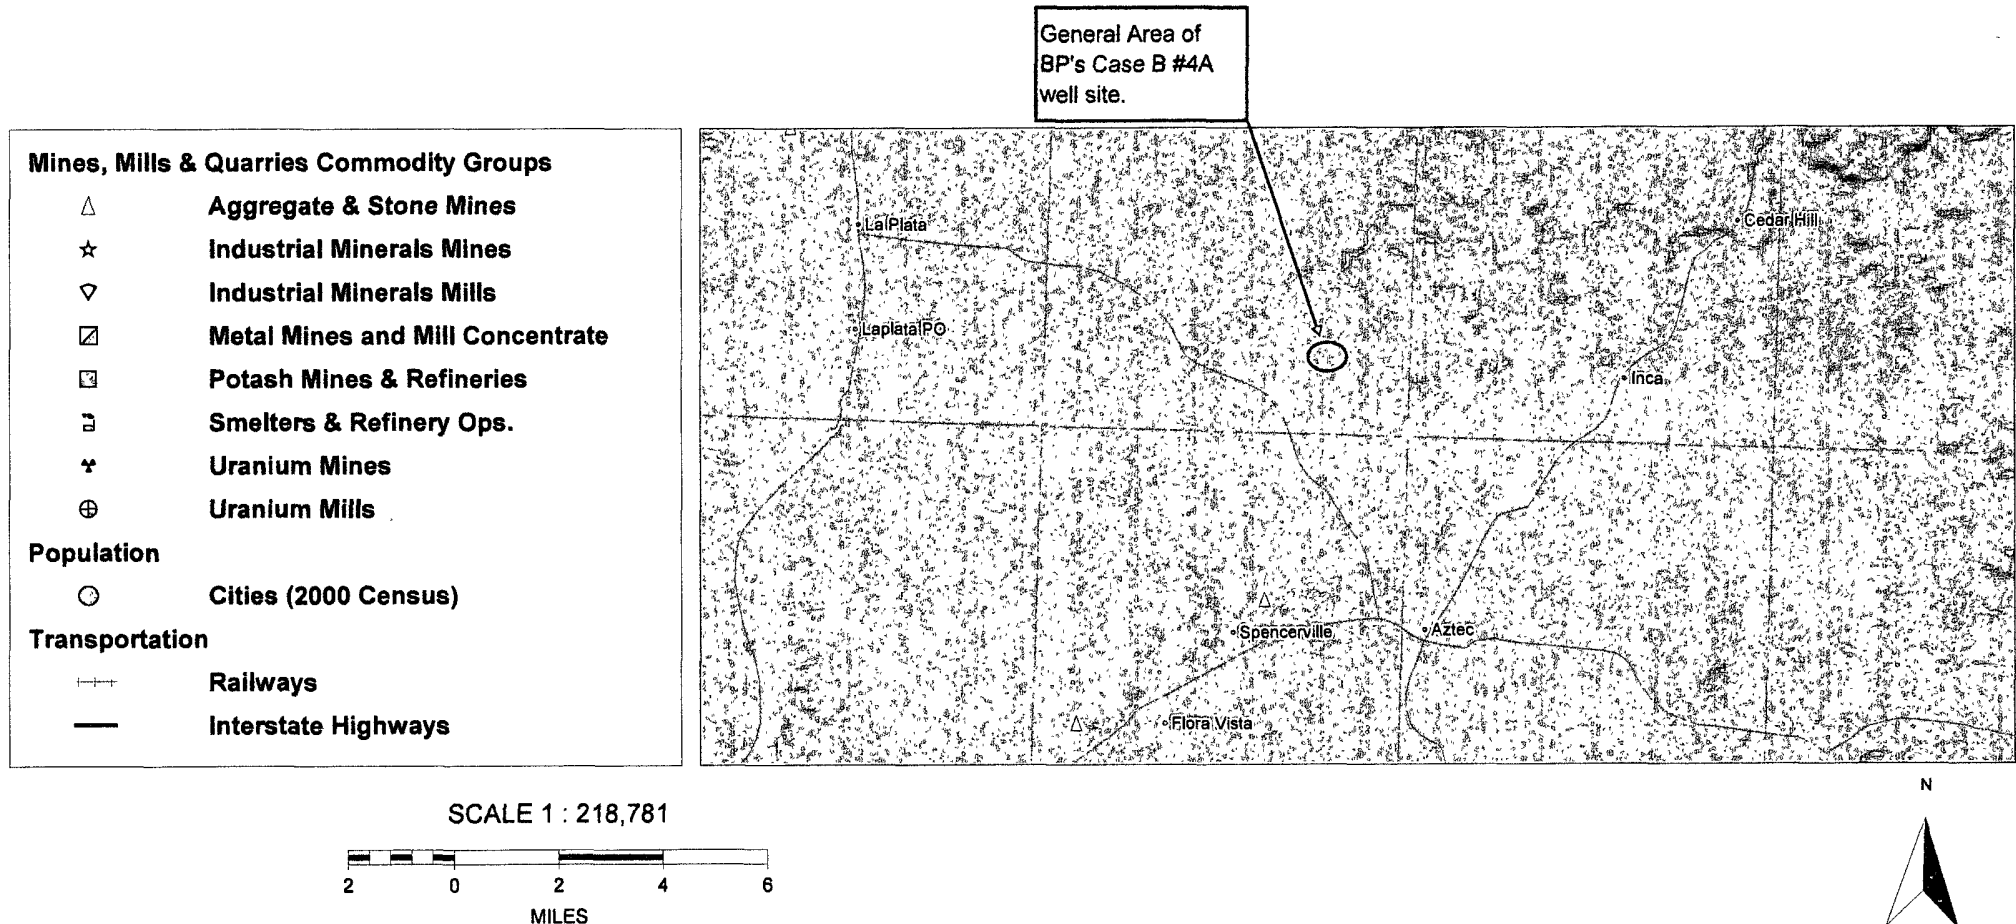 General Area of
BP's Case B #4A
well site.
Mines, Mills & Quarries Commodity Groups
Aggregate & Stone Mines
Industrial Minerals Mines
Industrial Minerals Mills
Metal Mines and Mill Concentrate
Potash Mines & Refineries
Smelters & Refinery Ops.
Uranium Mines
Uranium Mills
Population
Cities (2000 Census)
Transportation
Railways
Interstate Highways
La Plata
Cedar Hill
Laplata PO
Inca
Spencerville
Aztec
Flora Vista
SCALE 1 : 218,781
2 0 2 4 6
MILES
N